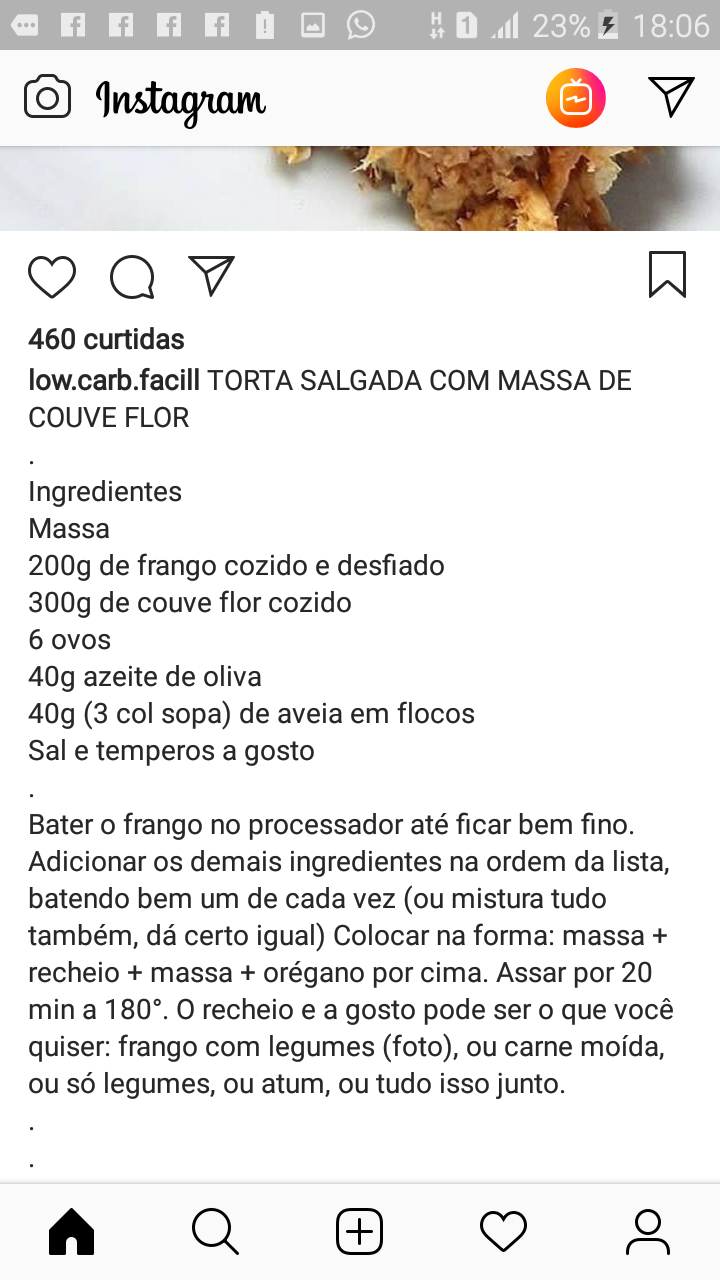 23% 18:06
Instagram
460 curtidas
low.carb.facill TORTA SALGADA COM MASSA DE
COUVE FLOR
.
Ingredientes
Massa
200g de frango cozido e desfiado
300g de couve flor cozido
6 ovos
40g azeite de oliva
40g (3 col sopa) de aveia em flocos
Sal e temperos a gosto
.
Bater o frango no processador até ficar bem fino.
Adicionar os demais ingredientes na ordem da lista,
batendo bem um de cada vez (ou mistura tudo
também, dá certo igual) Colocar na forma: massa +
recheio + massa + orégano por cima. Assar por 20
min a 180°. O recheio e a gosto pode ser o que você
quiser: frango com legumes (foto), ou carne moída,
ou só legumes, ou atum, ou tudo isso junto.
.
.